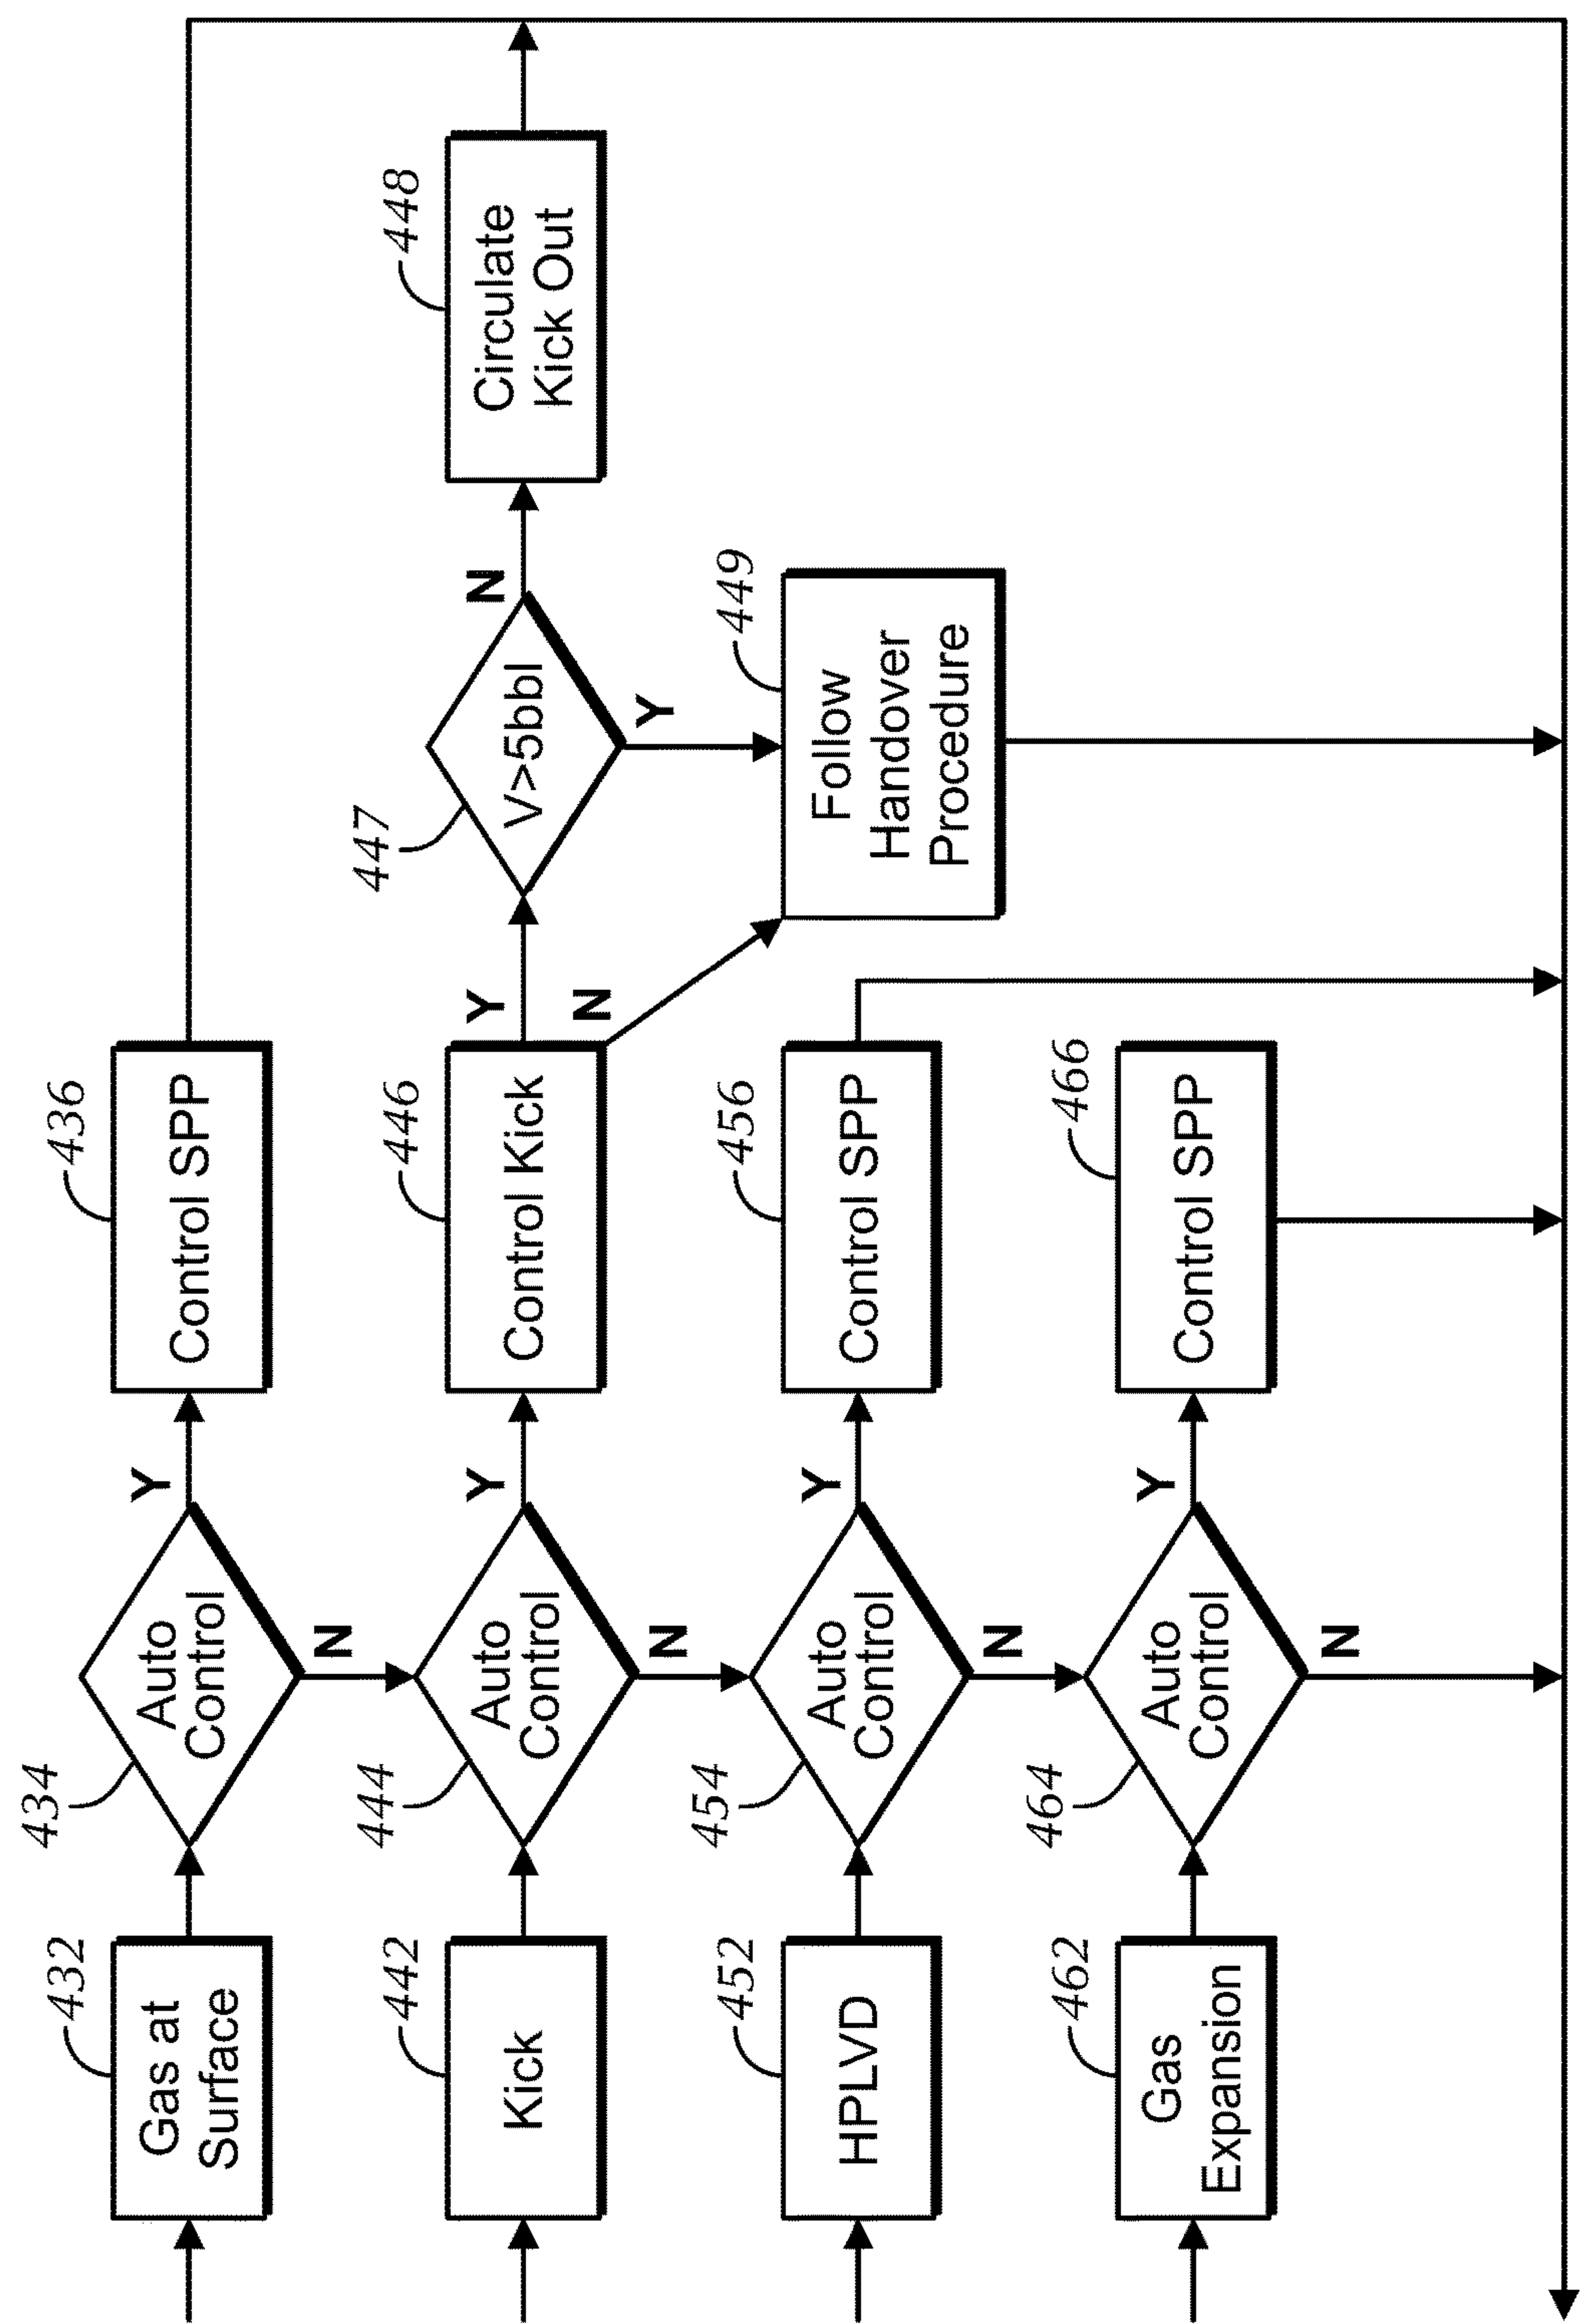 432
Gas at
Surface
434
Auto
Control
Y
N
436
Control SPP
442
Kick
444
Auto
Control
Y
N
446
Control Kick
Y
N
447
V>5bbl
N
Y
448
Circulate
Kick Out
449
Follow
Handover
Procedure
452
HPLVD
454
Auto
Control
Y
N
456
Control SPP
462
Gas
Expansion
464
Auto
Control
Y
N
466
Control SPP